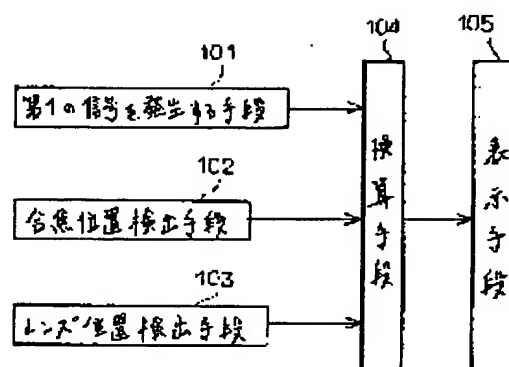 101
第1の信号を発生する手段
102
合焦位置検出手段
103
レンズ位置検出手段
104
換算手段
105
表示手段